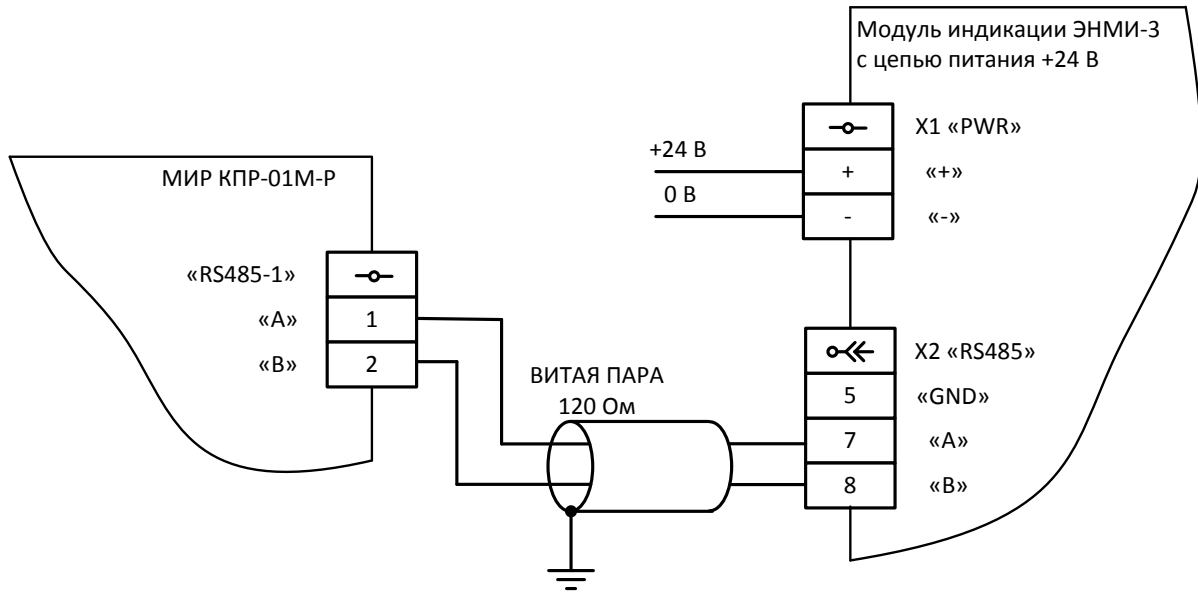 Модуль индикации ЭНМИ-3
с цепью питания +24 В
X1 «PWR»
+24 В
+
«+»
0 В
-
«-»
МИР КПР-01М-Р
«RS485-1»
«А»
1
«В»
2
X2 «RS485»
ВИТАЯ ПАРА
120 Ом
5
«GND»
7
«А»
8
«В»